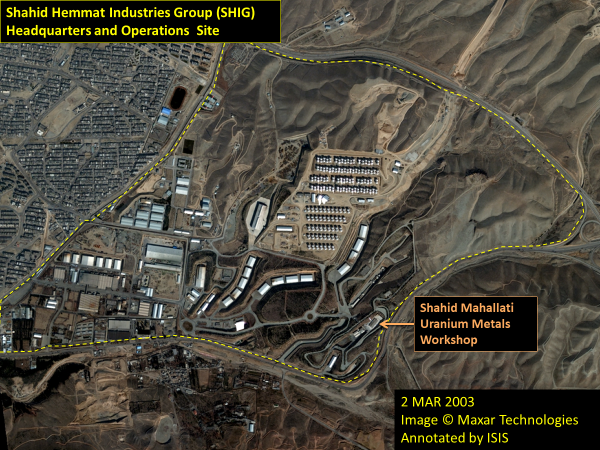 Shahid Hemmat Industries Group (SHIG)
Headquarters and Operations Site
Shahid Mahallati
Uranium Metals
Workshop
2 MAR 2003
Image © Maxar Technologies
Annotated by ISIS